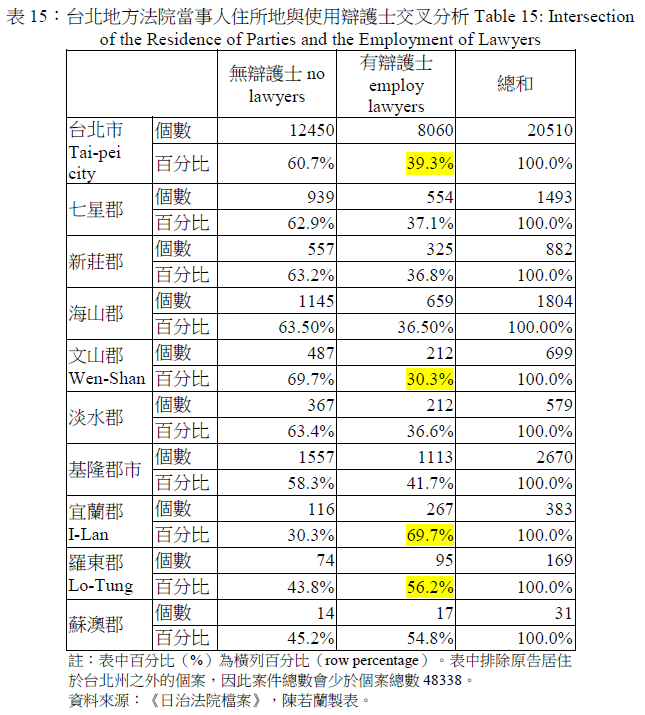 表 15：台北地方法院當事人住所地與使用辯護士交叉分析 Table 15: Intersection
of the Residence of Parties and the Employment of Lawyers
無辯護士 no lawyers 有辯護士 employ lawyers 總和
台北市 Tai-pei city 個數 12450 8060 20510
百分比 60.7% 39.3% 100.0%
七星郡 個數 939 554 1493
百分比 62.9% 37.1% 100.0%
新莊郡 個數 557 325 882
百分比 63.2% 36.8% 100.0%
海山郡 個數 1145 659 1804
百分比 63.50% 36.50% 100.00%
文山郡 Wen-Shan 個數 487 212 699
百分比 69.7% 30.3% 100.0%
淡水郡 個數 367 212 579
百分比 63.4% 36.6% 100.0%
基隆郡市 個數 1557 1113 2670
百分比 58.3% 41.7% 100.0%
宜蘭郡 I-Lan 個數 116 267 383
百分比 30.3% 69.7% 100.0%
羅東郡 Lo-Tung 個數 74 95 169
百分比 43.8% 56.2% 100.0%
蘇澳郡 個數 14 17 31
百分比 45.2% 54.8% 100.0%
註：表中百分比（%）為橫列百分比（row percentage）。表中排除原告居住
於台北州之外的個案，因此案件總數會少於個案總數 48338。
資料來源：《日治法院檔案》，陳若蘭製表。